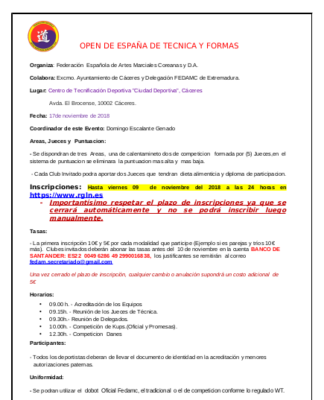 OPEN DE ESPAÑA DE TECNICA Y FORMAS
Organiza: Federación Española de Artes Marciales Coreanas y D.A.
Colabora: Excmo. Ayuntamiento de Cáceres y Delegación FEDAMC de Extremadura.
Lugar: Centro de Tecnificación Deportiva "Ciudad Deportiva", Cáceres
Avda. El Brocense, 10002 Cáceres.
Fecha: 17de noviembre de 2018
Coordinador de este Evento: Domingo Escalante Genado
Areas, Jueces y Puntuacion:
- Se dispondran de tres Areas, una de calentamineto dos de competicion formada por (5) Jueces,en el
sistema de puntuacion se eliminara la puntuacion mas alta y mas baja.
- Cada Club Invitado podra aportar dos Jueces que tendran dieta alimenticia y diploma de participacion.
Inscripciones: Hasta viernes 09 de noviembre del 2018 a las 24 horas en
https://www.rgln.es
- Importantísimo respetar el plazo de inscripciones ya que se
cerrará automáticamente y no se podrá inscribir luego
manualmente.
Tasas:
- La primera inscripción 10€ y 5€ por cada modalidad que participe (Ejemplo si es parejas y trios 10€
más). Clubes invitados deberán abonar las tasas antes del 10 de noviembre en la cuenta BANCO DE
SANTANDER: ES22 0049 6286 49 2990016838, los justificantes se remitirán al correo
fedam.secretariado@gmail.com
Una vez cerrado el plazo de inscripción, cualquier cambio o anulación supondrá un costo adicional de
5€
Horarios:
• 09.00 h. - Acreditación de los Equipos
• 09.15h. - Reunión de los Jueces de Técnica.
• 09.30h.- Reunión de Delegados.
• 10.00h. - Competición de Kups.(Oficial y Promesas).
• 12.30h. - Competicion Danes
Participantes:
- Todos los deportistas deberan de llevar el documento de identidad en la acreditación y menores
autorizaciones paternas.
Uniformidad:
- Se podran utilizar el dobot Oficial Fedamc, el tradicional o el de competicion conforme lo regulado WT.